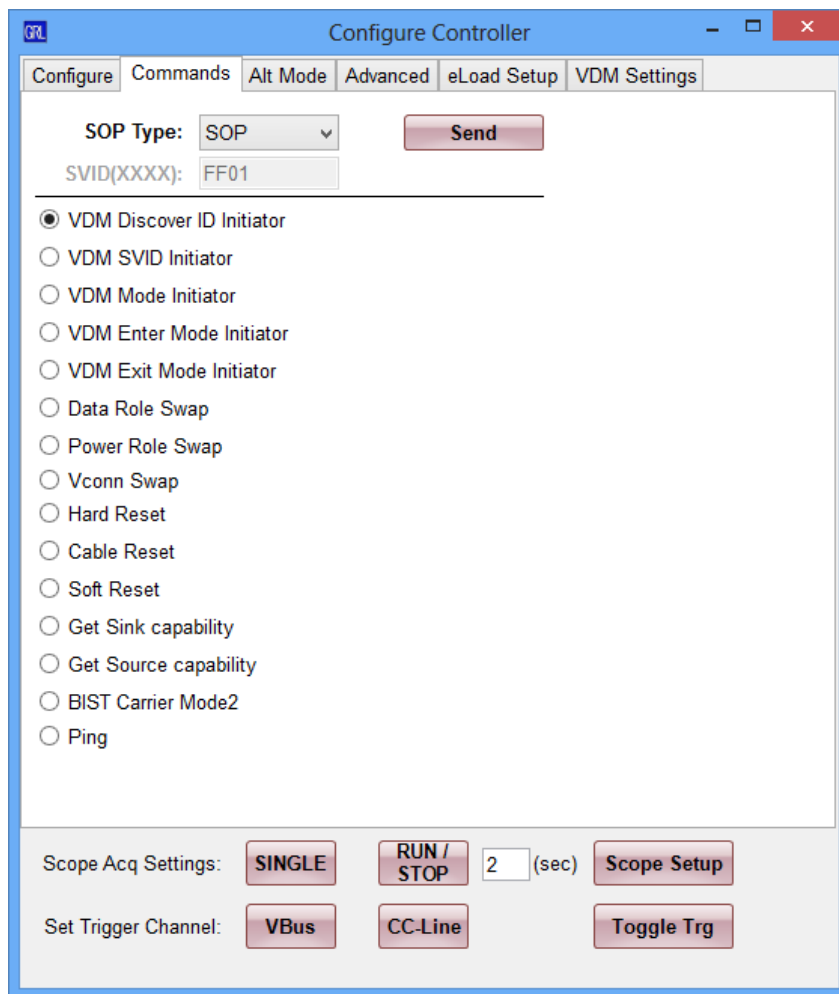 GRL Configure Controller
Configure Commands Alt Mode Advanced eLoad Setup VDM Settings
SOP Type: SOP Send
SVID(XXXX): FF01
VDM Discover ID Initiator
VDM SVID Initiator
VDM Mode Initiator
VDM Enter Mode Initiator
VDM Exit Mode Initiator
Data Role Swap
Power Role Swap
Vconn Swap
Hard Reset
Cable Reset
Soft Reset
Get Sink capability
Get Source capability
BIST Carrier Mode2
Ping
Scope Acq Settings: SINGLE RUN / STOP 2 (sec) Scope Setup
Set Trigger Channel: VBus CC-Line Toggle Trg